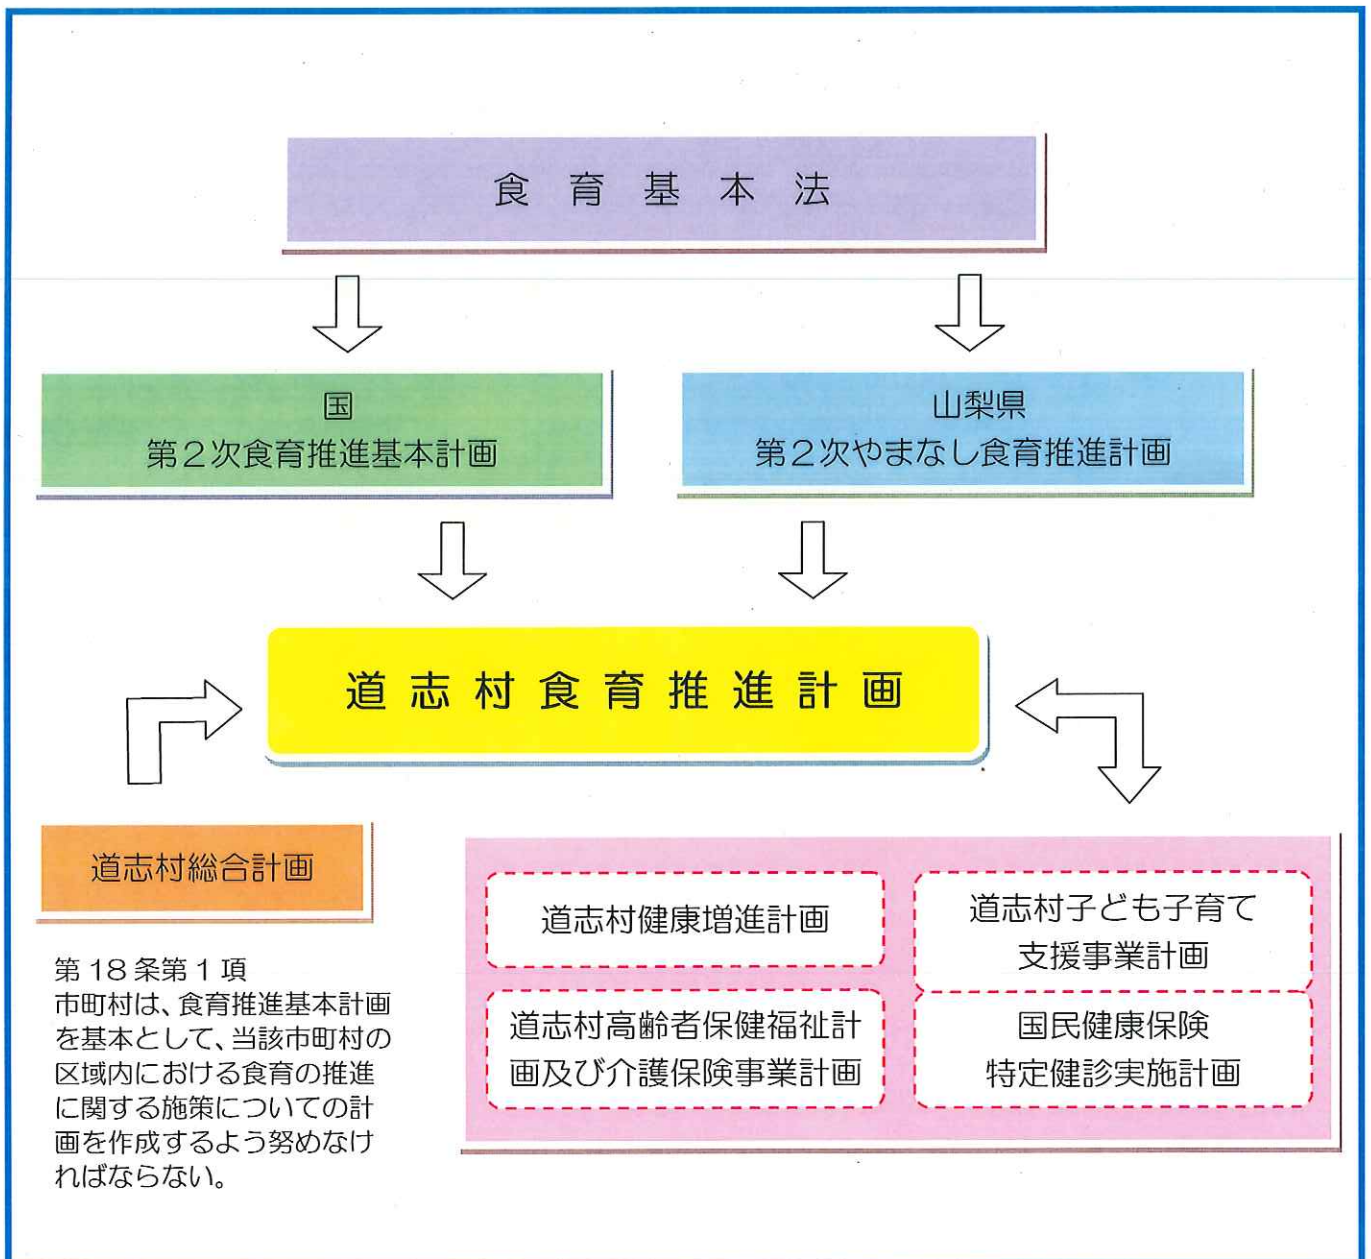 食育基本法
国
第2次食育推進基本計画
山梨県
第2次やまなし食育推進計画
道志村食育推進計画
道志村総合計画
第18条第1項
市町村は、食育推進基本計画
を基本として、当該市町村の
区域内における食育の推進
に関する施策についての計
画を作成するよう努めなけ
ればならない。
道志村健康増進計画
道志村子ども子育て
支援事業計画
道志村高齢者保健福祉計
画及び介護保険事業計画
国民健康保険
特定健診実施計画